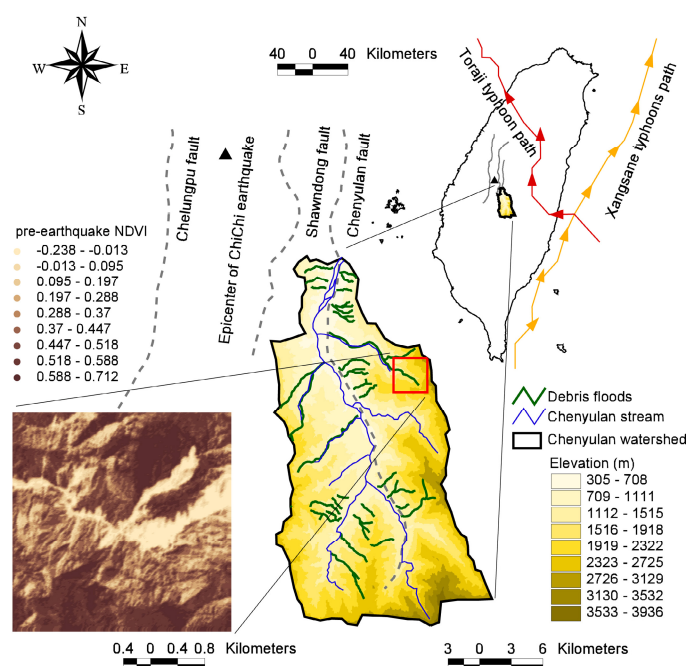 N
W E
S
40 0 40 Kilometers
Toraji typhoon path
Xangsane iyphoons path
Chelungpu fault
Epicenter of ChiChi earthquake
Shawndong fault
Chenyulan fault
pre-earthquake NDVI
-0.238 - -0.013
-0.013 - 0.095
0.095 - 0.197
0.197 - 0.288
0.288 - 0.37
0.37 - 0.447
0.447 - 0.518
0.518 - 0.588
0.588 - 0.712
Debris floods
Chenyulan stream
Chenyulan watershed
Elevation (m)
305 - 708
709 - 1111
1112 - 1515
1516 - 1918
1919 - 2322
2323 - 2725
2726 - 3129
3130 - 3532
3533 - 3936
0.4 0 0.4 0.8 Kilometers
3 0 3 6 Kilometers